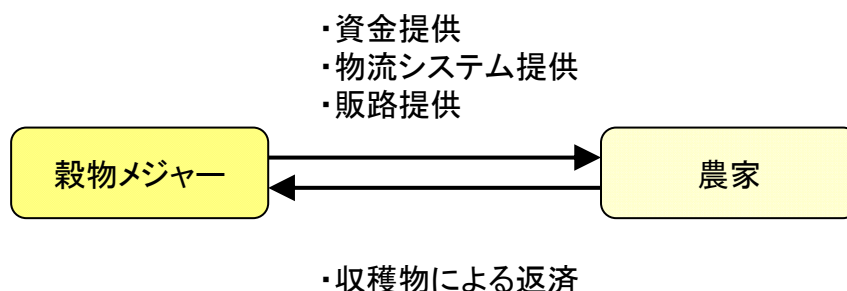 ・資金提供
・物流システム提供
・販路提供
穀物メジャー
農家
・収穫物による返済